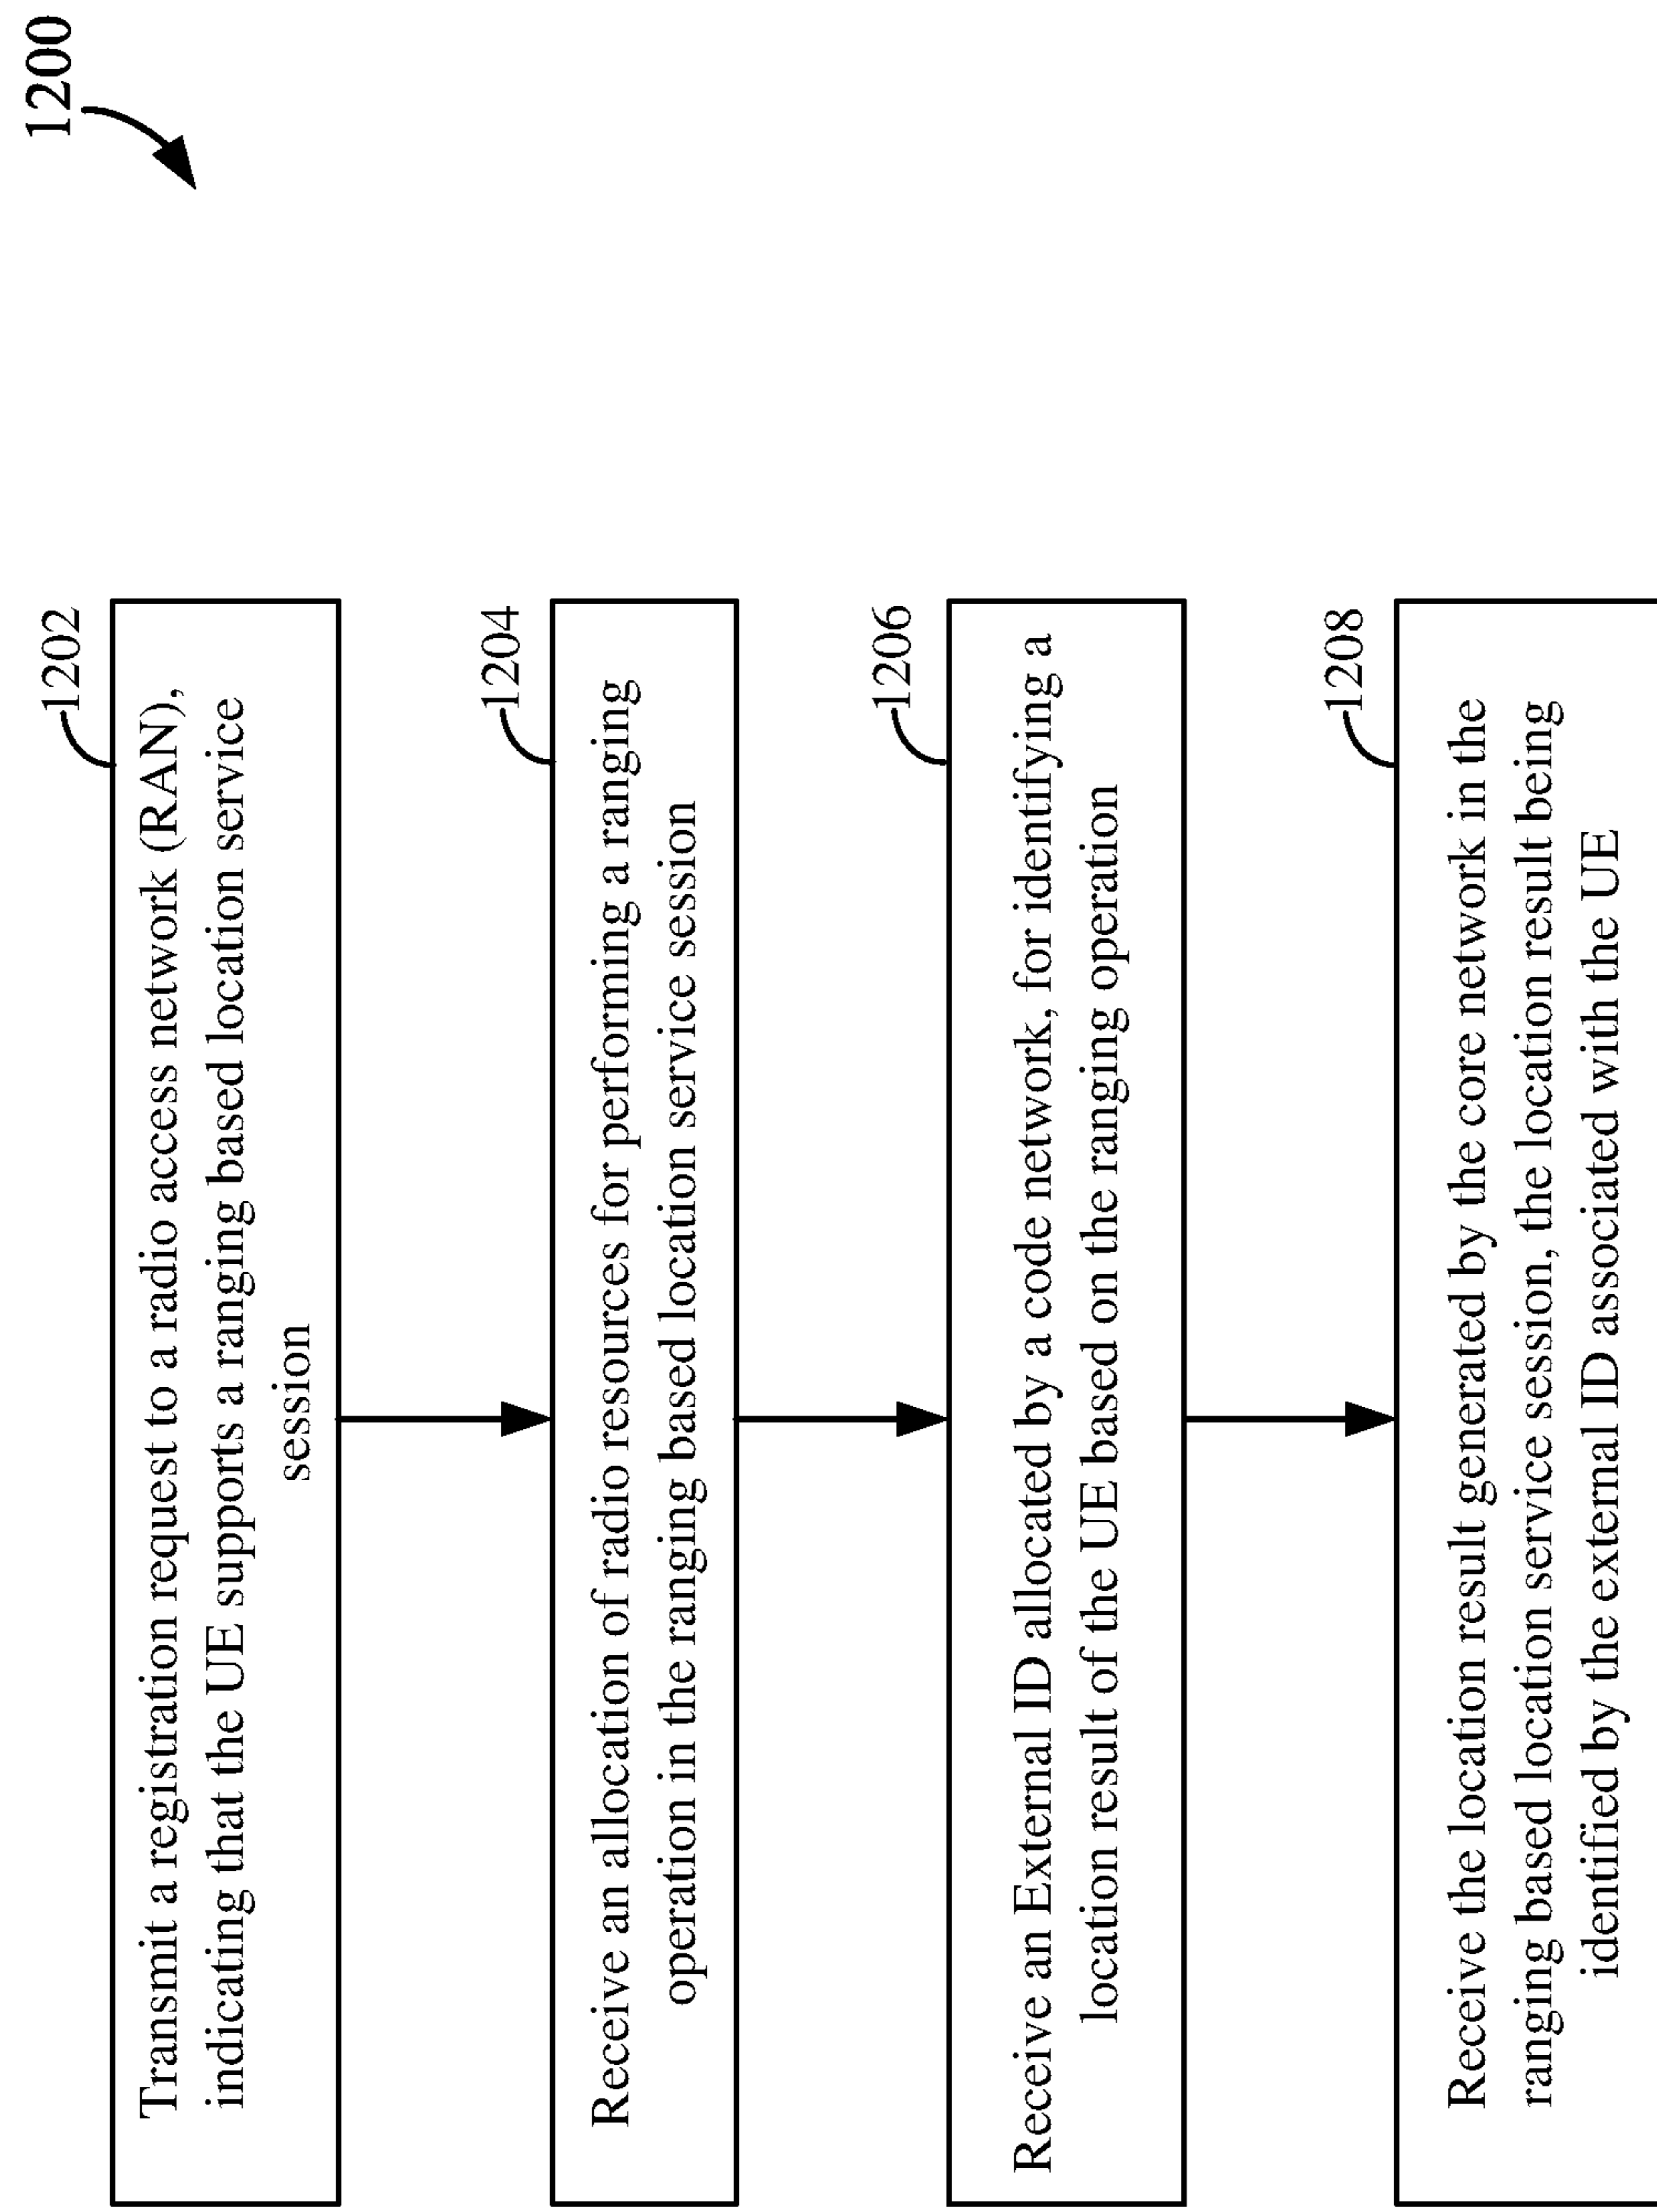 1200
1202
Transmit a registration request to a radio access network (RAN),
indicating that the UE supports a ranging based location service
session
1204
Receive an allocation of radio resources for performing a ranging
operation in the ranging based location service session
1206
Receive an External ID allocated by a code network, for identifying a
location result of the UE based on the ranging operation
1208
Receive the location result generated by the core network in the
ranging based location service session, the location result being
identified by the external ID associated with the UE